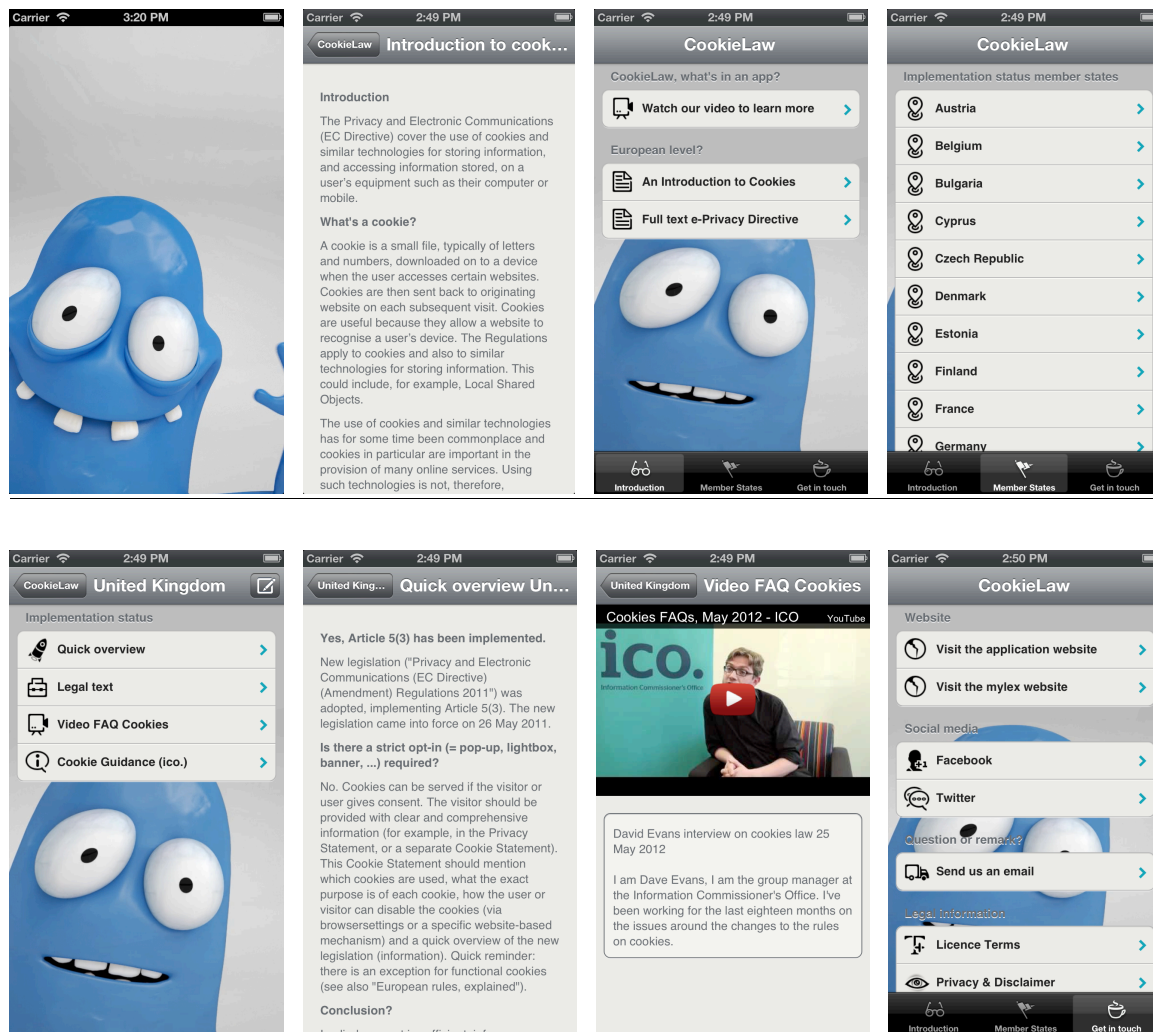 Carrier 3:20 PM
Carrier 2:49 PM
CookieLaw Introduction to cook...
Introduction
The Privacy and Electronic Communications
(EC Directive) cover the use of cookies and
similar technologies for storing information,
and accessing information stored, on a
user's equipment such as their computer or
mobile.
What's a cookie?
A cookie is a small file, typically of letters
and numbers, downloaded on to a device
when the user accesses certain websites.
Cookies are then sent back to originating
website on each subsequent visit. Cookies
are useful because they allow a website to
recognise a user's device. The Regulations
apply to cookies and also to similar
technologies for storing information. This
could include, for example, Local Shared
Objects.
The use of cookies and similar technologies
has for some time been commonplace and
cookies in particular are important in the
provision of many online services. Using
such technologies is not, therefore,
Carrier 2:49 PM
CookieLaw
CookieLaw, what's in an app?
Watch our video to learn more
European level?
An Introduction to Cookies
Full text e-Privacy Directive
Introduction Member States Get in touch
Carrier 2:49 PM
CookieLaw
Implementation status member states
Austria
Belgium
Bulgaria
Cyprus
Czech Republic
Denmark
Estonia
Finland
France
Germany
Introduction Member States Get in touch
Carrier 2:49 PM
CookieLaw United Kingdom
Implementation status
Quick overview
Legal text
Video FAQ Cookies
Cookie Guidance (ico.)
Carrier 2:49 PM
United King... Quick overview Un...
Yes, Article 5(3) has been implemented.
New legislation ("Privacy and Electronic
Communications (EC Directive)
(Amendment) Regulations 2011") was
adopted, implementing Article 5(3). The new
legislation came into force on 26 May 2011.
Is there a strict opt-in (= pop-up, lightbox,
banner, ...) required?
No. Cookies can be served if the visitor or
user gives consent. The visitor should be
provided with clear and comprehensive
information (for example, in the Privacy
Statement, or a separate Cookie Statement).
This Cookie Statement should mention
which cookies are used, what the exact
purpose is of each cookie, how the user or
visitor can disable the cookies (via
browsersettings or a specific website-based
mechanism) and a quick overview of the new
legislation (information). Quick reminder:
there is an exception for functional cookies
(see also "European rules, explained").
Conclusion?
Carrier 2:49 PM
United Kingdom Video FAQ Cookies
Cookies FAQs, May 2012 - ICO YouTube
ico.
Information Commissioner's Office
David Evans interview on cookies law 25
May 2012
I am Dave Evans, I am the group manager at
the Information Commissioner's Office. I've
been working for the last eighteen months on
the issues around the changes to the rules
on cookies.
Carrier 2:50 PM
CookieLaw
Website
Visit the application website
Visit the mylex website
Social media
+1 Facebook
Twitter
Question or remark?
Send us an email
Legal information
Licence Terms
Privacy & Disclaimer
Introduction Member States Get in touch